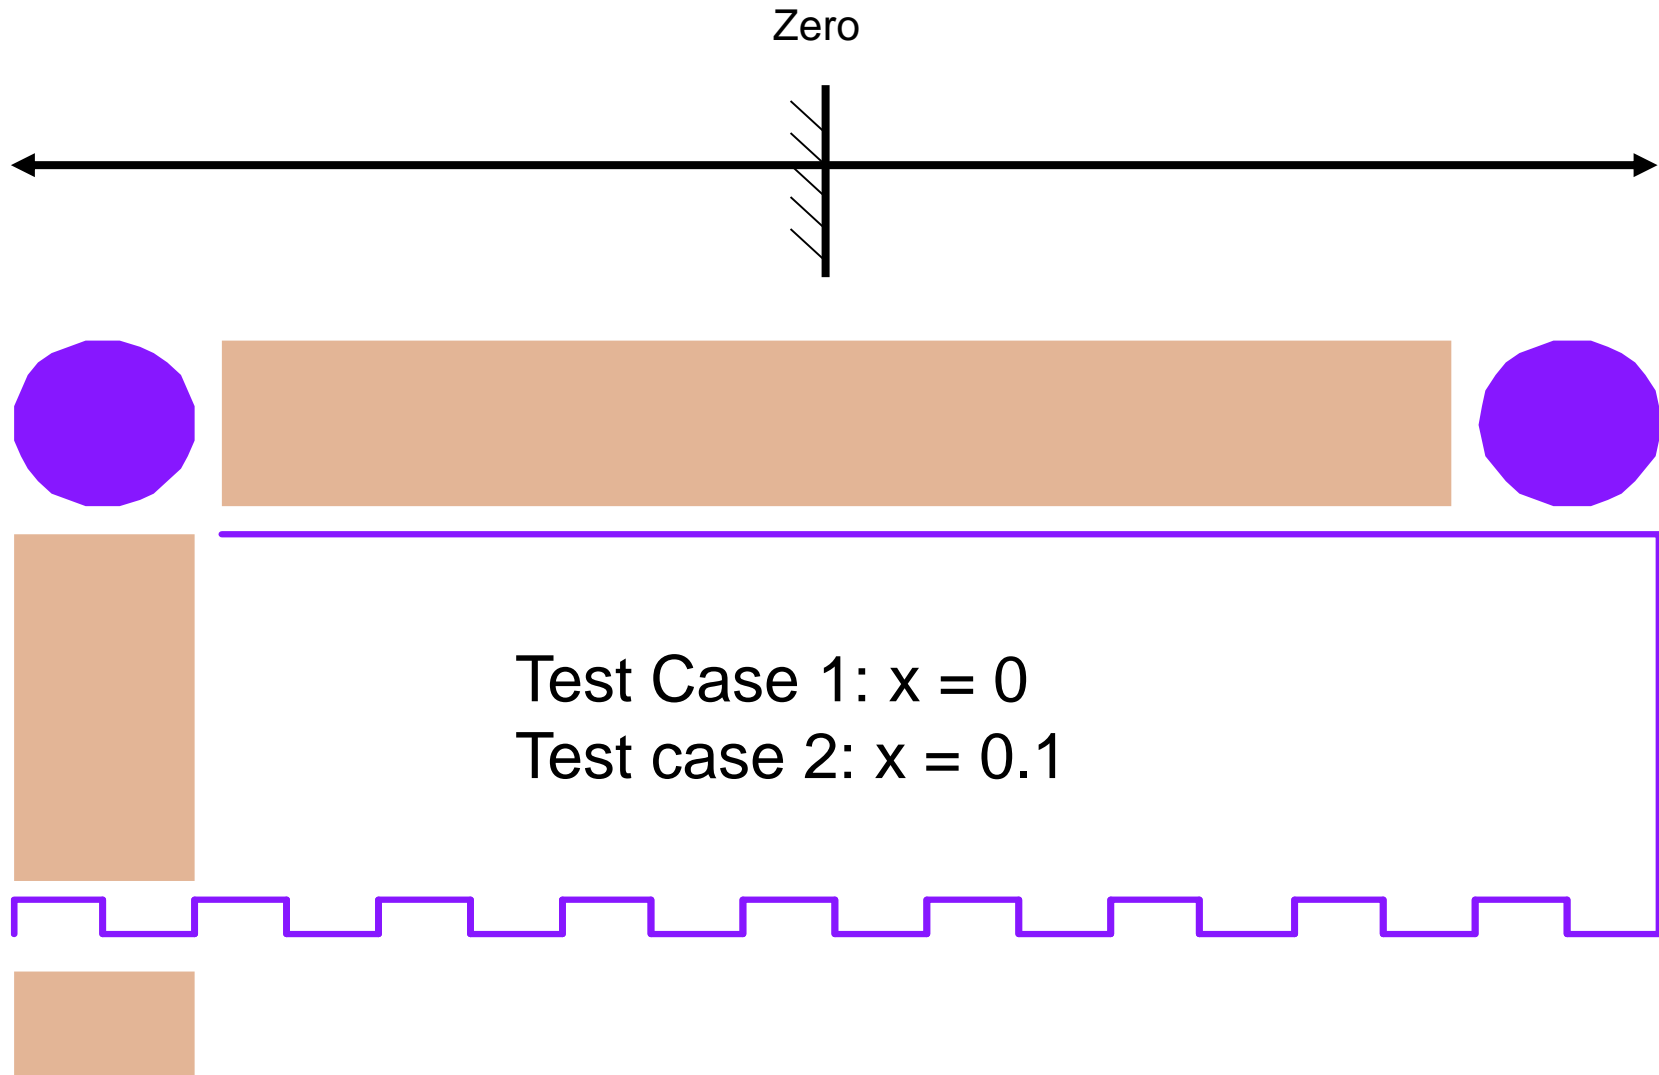 Zero
Test Case 1: x = 0
Test case 2: x = 0.1